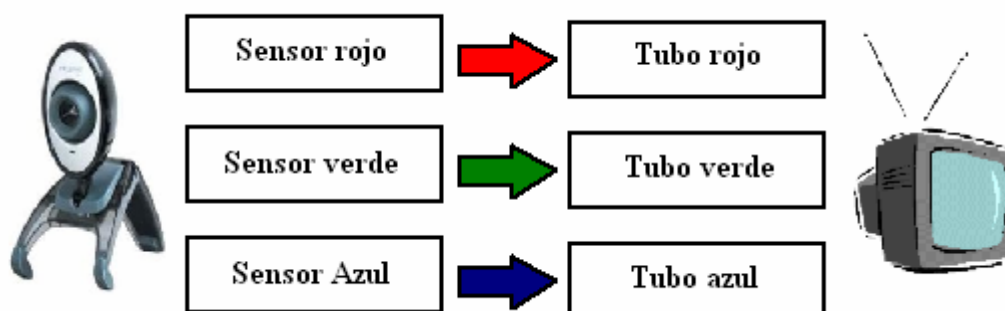 Sensor rojo
Tubo rojo
Sensor verde
Tubo verde
Sensor Azul
Tubo azul